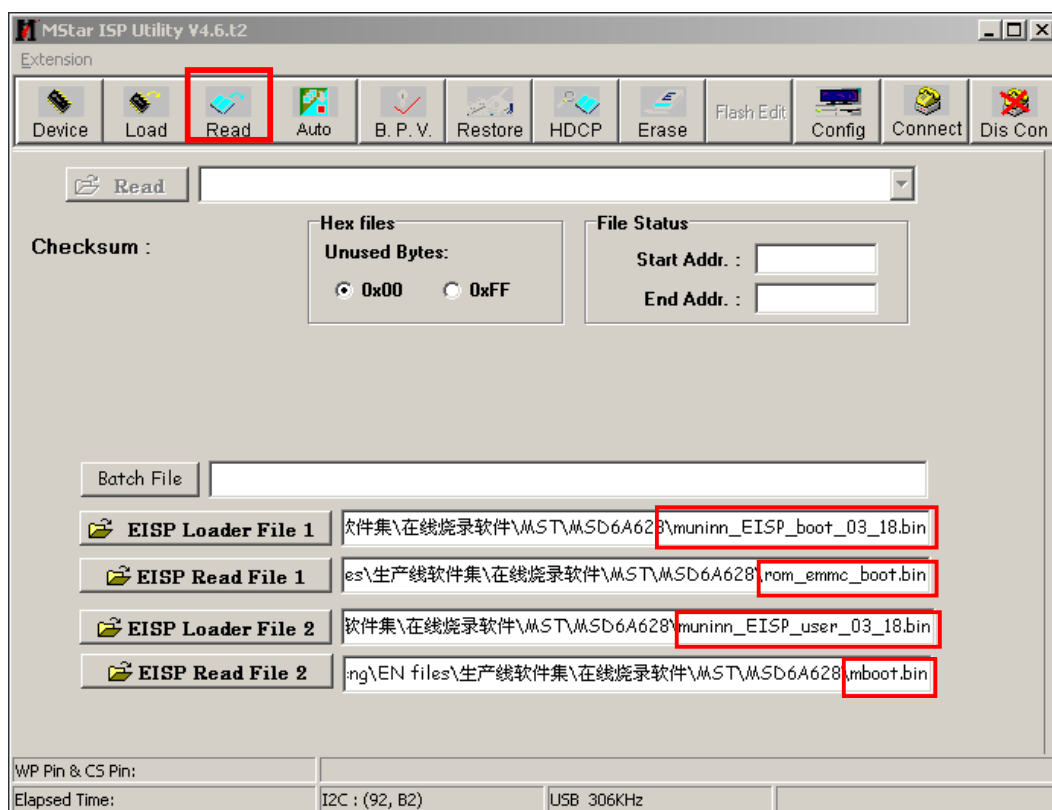 MStar ISP Utility V4.6.t2
Extension
Device Load Read Auto B. P. V. Restore HDCP Erase Flash Edit Config Connect Dis Con
Read
Checksum :
Hex files
Unused Bytes:
0x00 0xFF
File Status
Start Addr. :
End Addr. :
Batch File
EISP Loader File 1 件集\在线烧录软件\MST\MSD6A628\muninn_EISP_boot_03_18.bin
EISP Read File 1 es\生产线软件集\在线烧录软件\MST\MSD6A628\rom_emmc_boot.bin
EISP Loader File 2 软件集\在线烧录软件\MST\MSD6A628\muninn_EISP_user_03_18.bin
EISP Read File 2 ng\EN files\生产线软件集\在线烧录软件\MST\MSD6A628\mboot.bin
WP Pin & CS Pin:
Elapsed Time: I2C : (92, B2) USB 306KHz